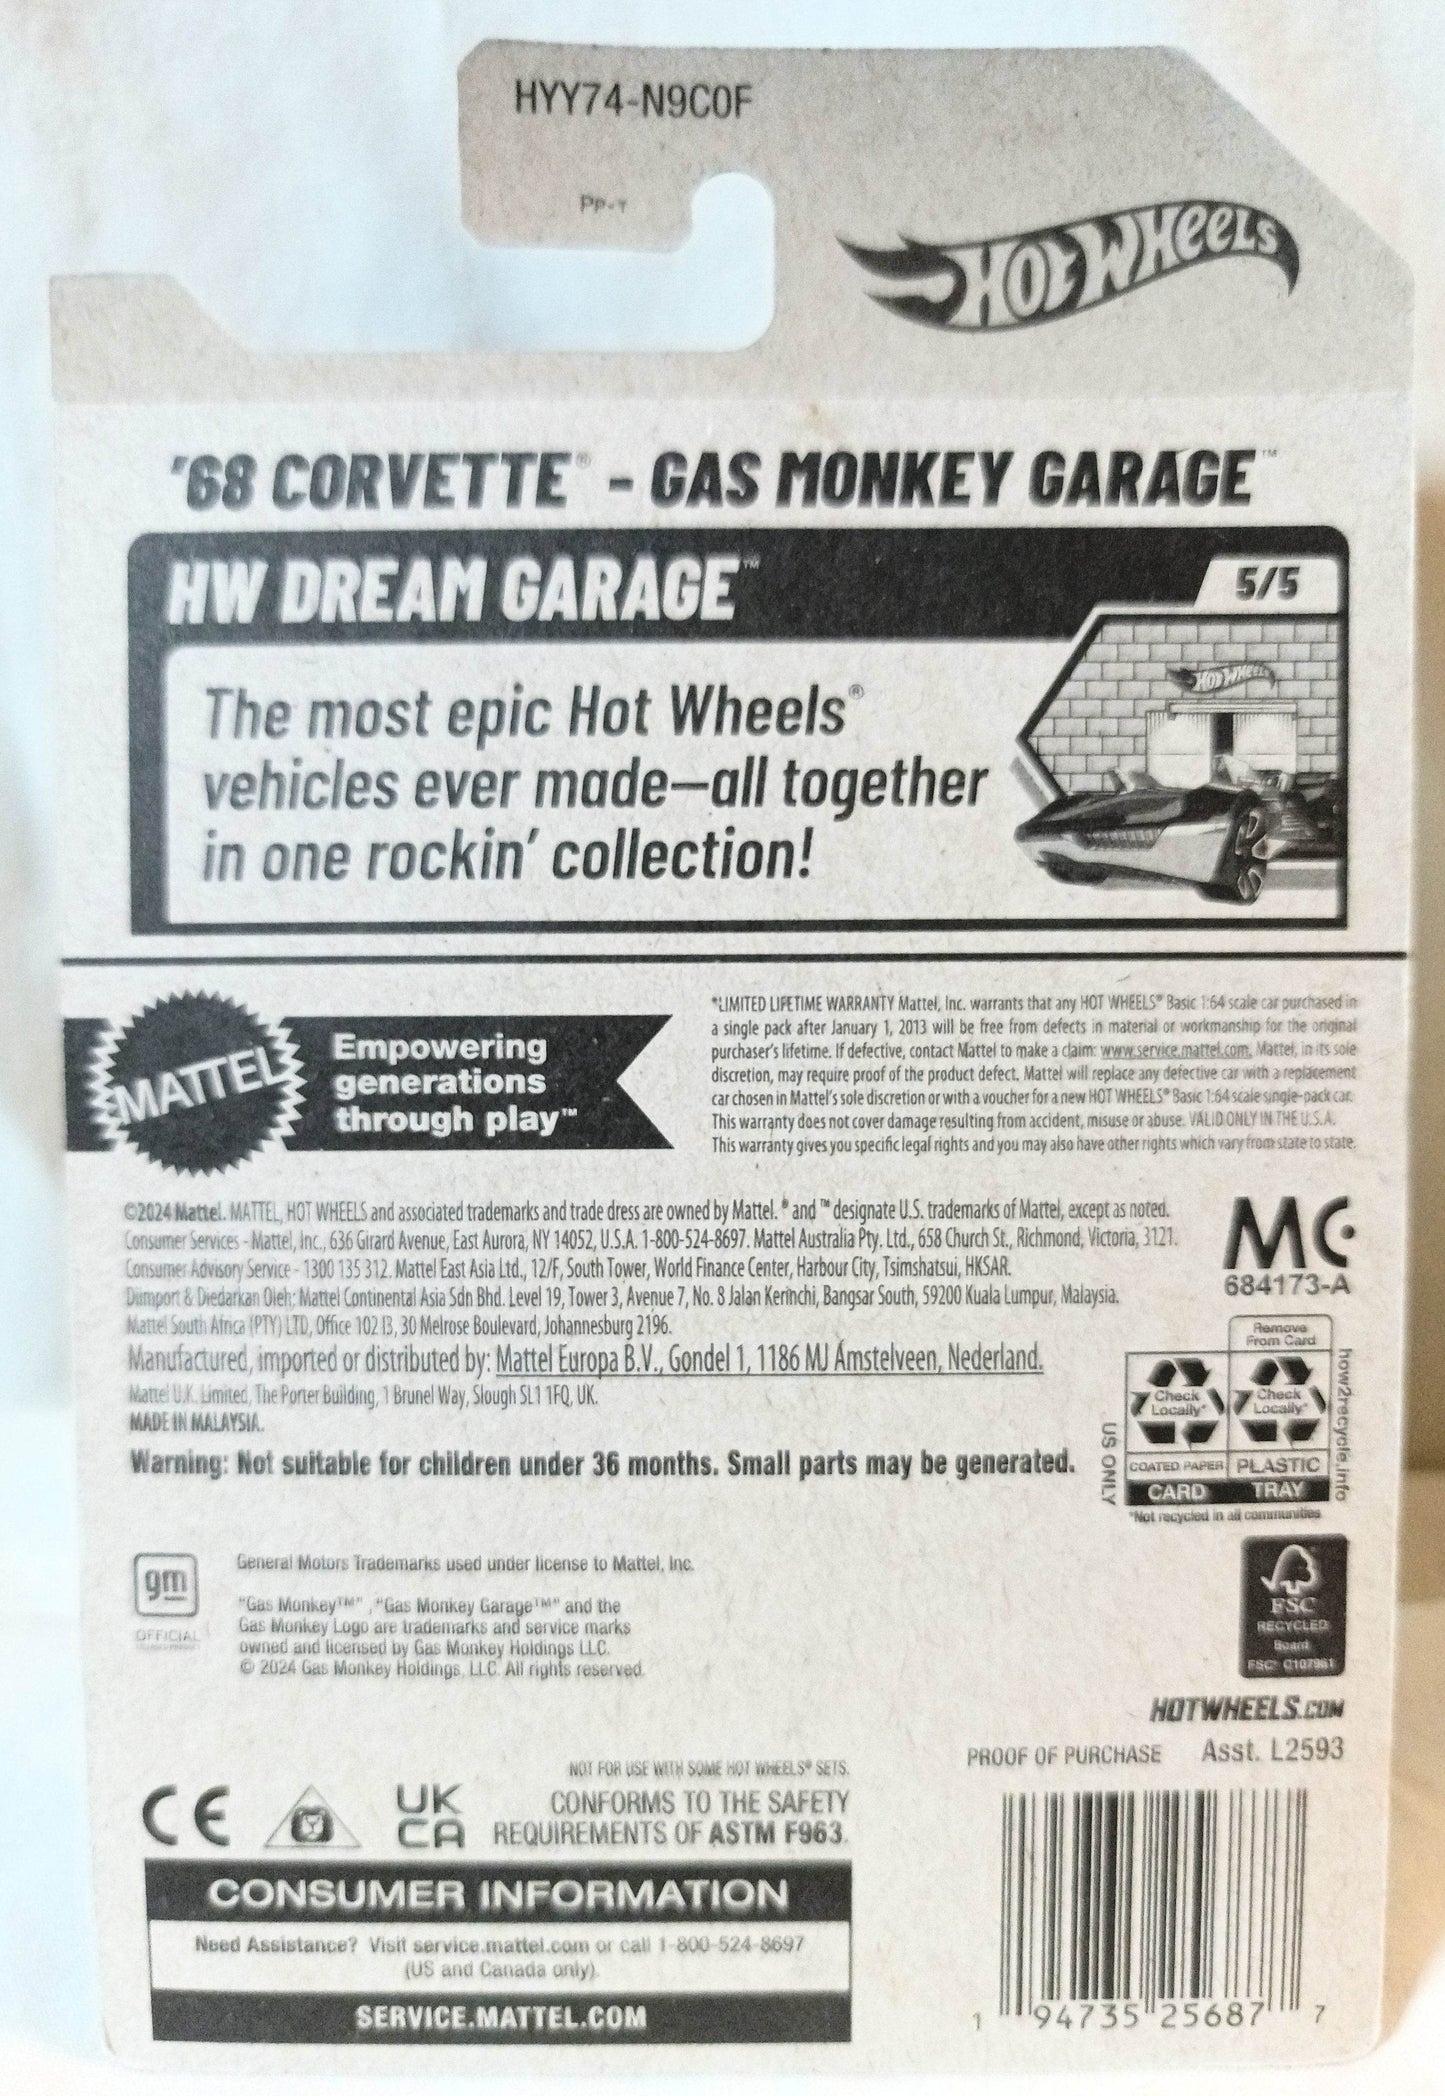 HYY74-N9C0F
HOT WHEELS
'68 CORVETTE® - GAS MONKEY GARAGE™
HW DREAM GARAGE™
5/5
The most epic Hot Wheels®
vehicles ever made—all together
in one rockin' collection!
HOT WHEELS
MATTEL
Empowering
generations
through play™
*LIMITED LIFETIME WARRANTY Mattel, Inc. warrants that any HOT WHEELS® Basic 1:64 scale car purchased in
a single pack after January 1, 2013 will be free from defects in material or workmanship for the original
purchaser's lifetime. If defective, contact Mattel to make a claim: www.service.mattel.com. Mattel, in its sole
discretion, may require proof of the product defect. Mattel will replace any defective car with a replacement
car chosen in Mattel's sole discretion or with a voucher for a new HOT WHEELS® Basic 1:64 scale single-pack car.
This warranty does not cover damage resulting from accident, misuse or abuse. VALID ONLY IN THE U.S.A.
This warranty gives you specific legal rights and you may also have other rights which vary from state to state.
©2024 Mattel. MATTEL, HOT WHEELS and associated trademarks and trade dress are owned by Mattel. ® and ™ designate U.S. trademarks of Mattel, except as noted.
Consumer Services - Mattel, Inc., 636 Girard Avenue, East Aurora, NY 14052, U.S.A. 1-800-524-8697. Mattel Australia Pty. Ltd., 658 Church St., Richmond, Victoria, 3121.
Consumer Advisory Service - 1300 135 312. Mattel East Asia Ltd., 12/F, South Tower, World Finance Center, Harbour City, Tsimshatsui, HKSAR.
Diimport & Diedarkan Oleh: Mattel Continental Asia Sdn Bhd. Level 19, Tower 3, Avenue 7, No. 8 Jalan Kerinchi, Bangsar South, 59200 Kuala Lumpur, Malaysia.
Mattel South Africa (PTY) LTD, Office 102 I3, 30 Melrose Boulevard, Johannesburg 2196.
Manufactured, imported or distributed by: Mattel Europa B.V., Gondel 1, 1186 MJ Amstelveen, Nederland.
Mattel U.K. Limited, The Porter Building, 1 Brunel Way, Slough SL1 1FQ, UK.
MADE IN MALAYSIA.
Warning: Not suitable for children under 36 months. Small parts may be generated.
MC
684173-A
Remove
From Card
Check
Locally*
Check
Locally*
COATED PAPER
PLASTIC
CARD
TRAY
US ONLY
how2recycle.info
*Not recycled in all communities
gm
OFFICIAL
General Motors Trademarks used under license to Mattel, Inc.
"Gas Monkey™", "Gas Monkey Garage™" and the
Gas Monkey Logo are trademarks and service marks
owned and licensed by Gas Monkey Holdings LLC.
© 2024 Gas Monkey Holdings, LLC. All rights reserved.
FSC
RECYCLED
Board
FSC® C107961
HOTWHEELS.COM
PROOF OF PURCHASE Asst. L2593
NOT FOR USE WITH SOME HOT WHEELS® SETS.
CE
UK
CA
CONFORMS TO THE SAFETY
REQUIREMENTS OF ASTM F963.
CONSUMER INFORMATION
Need Assistance? Visit service.mattel.com or call 1-800-524-8697
(US and Canada only).
SERVICE.MATTEL.COM
1 94735 25687 7